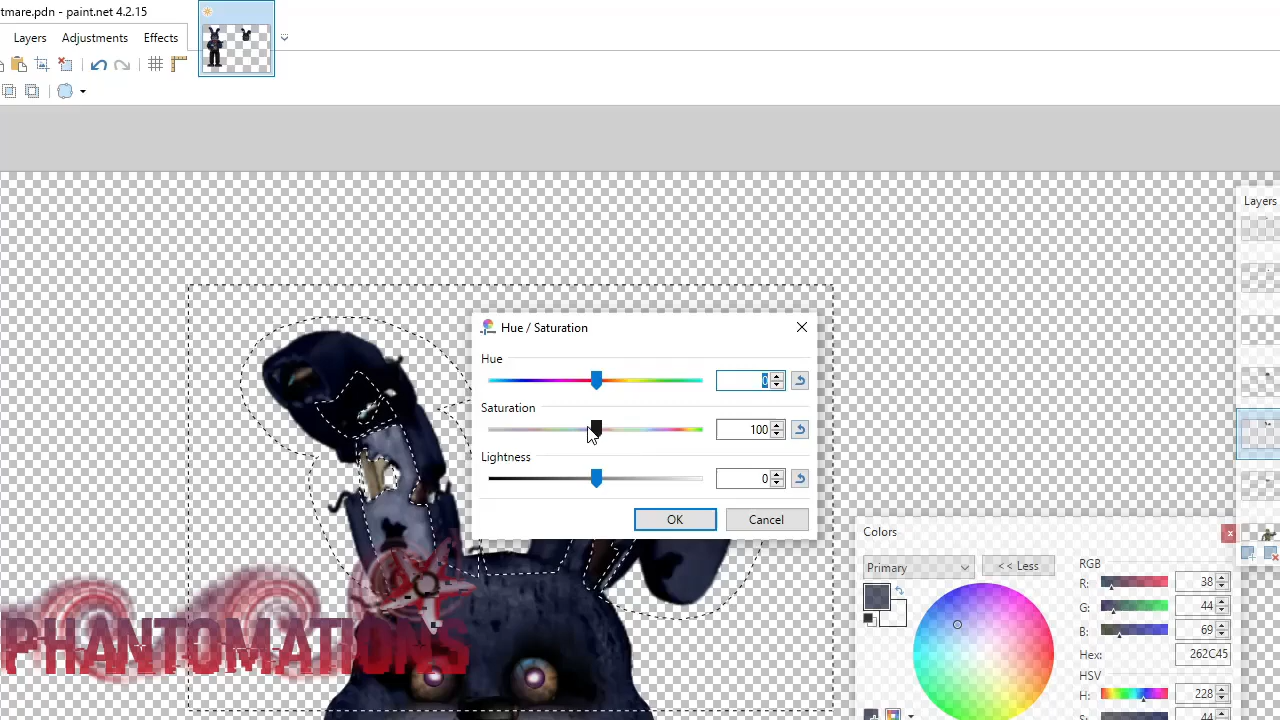 tmare.pdn - paint.net 4.2.15
Layers Adjustments Effects
Layers
Hue / Saturation
Hue
0
Saturation
100
Lightness
0
OK Cancel
Colors
Primary
<< Less
RGB
R: 38
G: 44
B: 69
Hex: 262C45
HSV
H: 228
44
PHANTOMATIONS